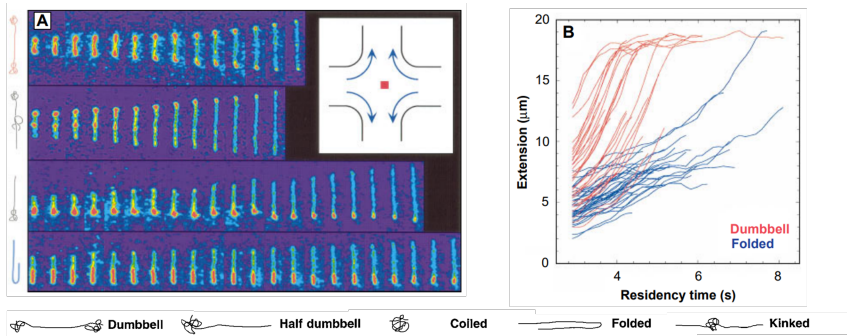 A
B
Extension (μm)
20
15
10
5
0
Dumbbell
Folded
4
6
8
Residency time (s)
Dumbbell Half dumbbell Coiled Folded Kinked